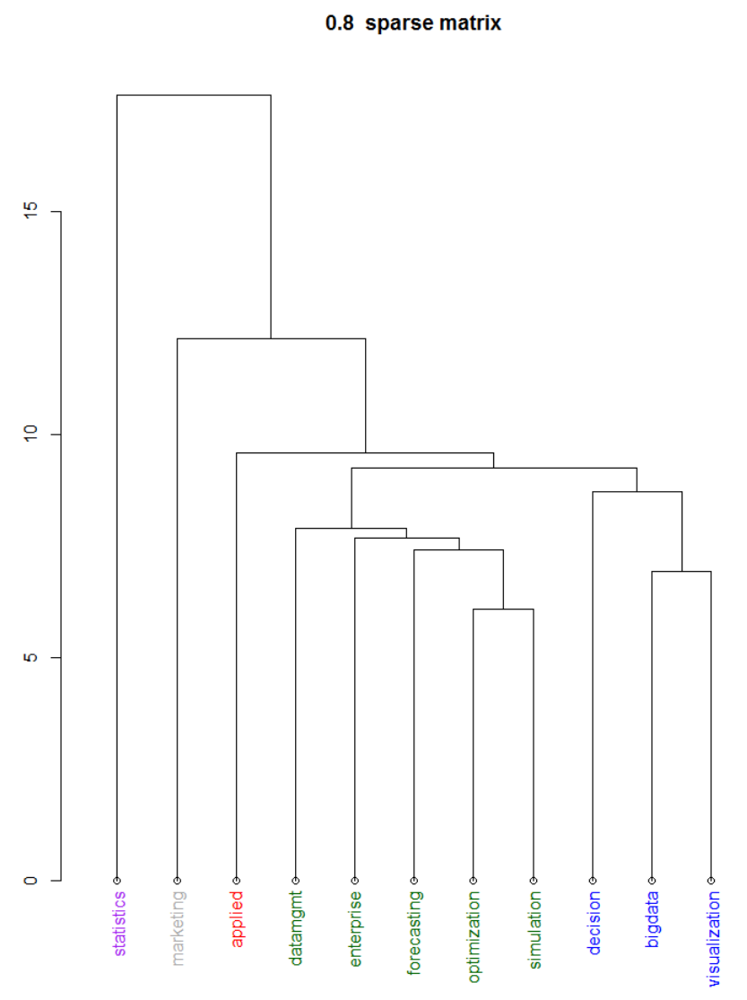 0.8 sparse matrix
15
10
5
0
statistics
marketing
applied
datamgmt
enterprise
forecasting
optimization
simulation
decision
bigdata
visualization